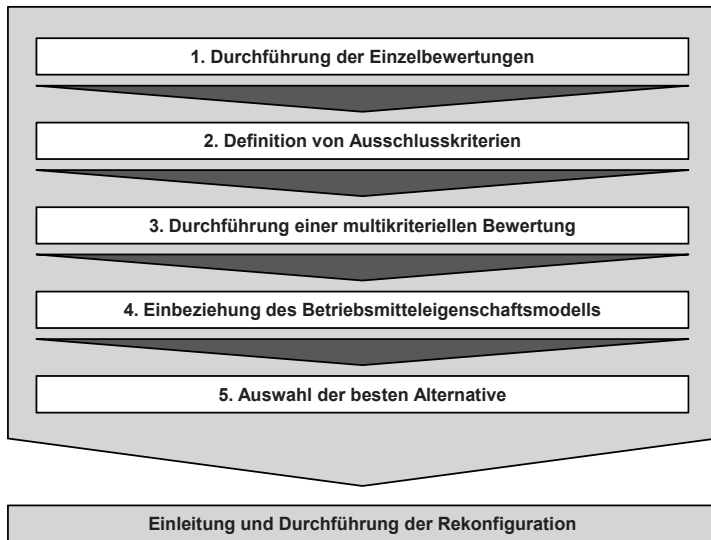 1. Durchführung der Einzelbewertungen
2. Definition von Ausschlusskriterien
3. Durchführung einer multikriteriellen Bewertung
4. Einbeziehung des Betriebsmitteleigenschaftsmodells
5. Auswahl der besten Alternative
Einleitung und Durchführung der Rekonfiguration